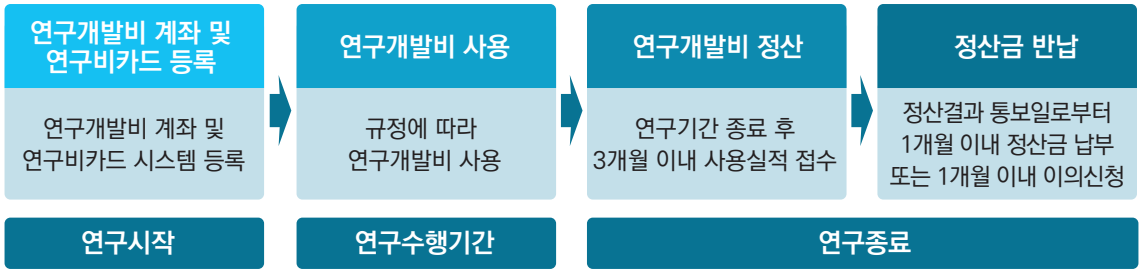 연구개발비 계좌 및
연구비카드 등록
연구개발비 계좌 및
연구비카드 시스템 등록
연구개발비 사용
규정에 따라
연구개발비 사용
연구개발비 정산
연구기간 종료 후
3개월 이내 사용실적 접수
정산금 반납
정산결과 통보일로부터
1개월 이내 정산금 납부
또는 1개월 이내 이의신청
연구시작
연구수행기간
연구종료